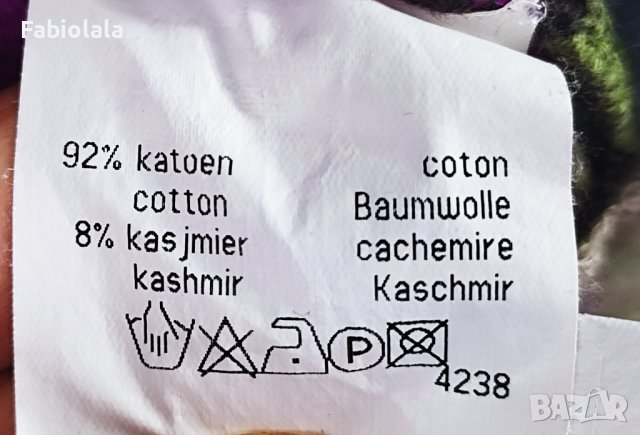 Fabiolala
92% katoen coton
cotton Baumwolle
8% kasjmier cachemire
kashmir Kaschmir
P
4238
BAZAR